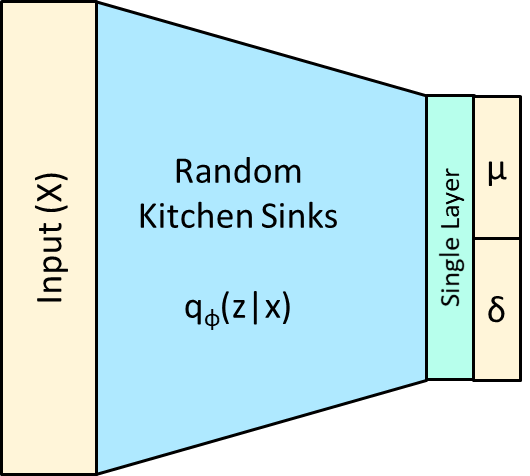 Input (X)
Random
Kitchen Sinks
qϕ(z|x)
Single Layer
μ
δ